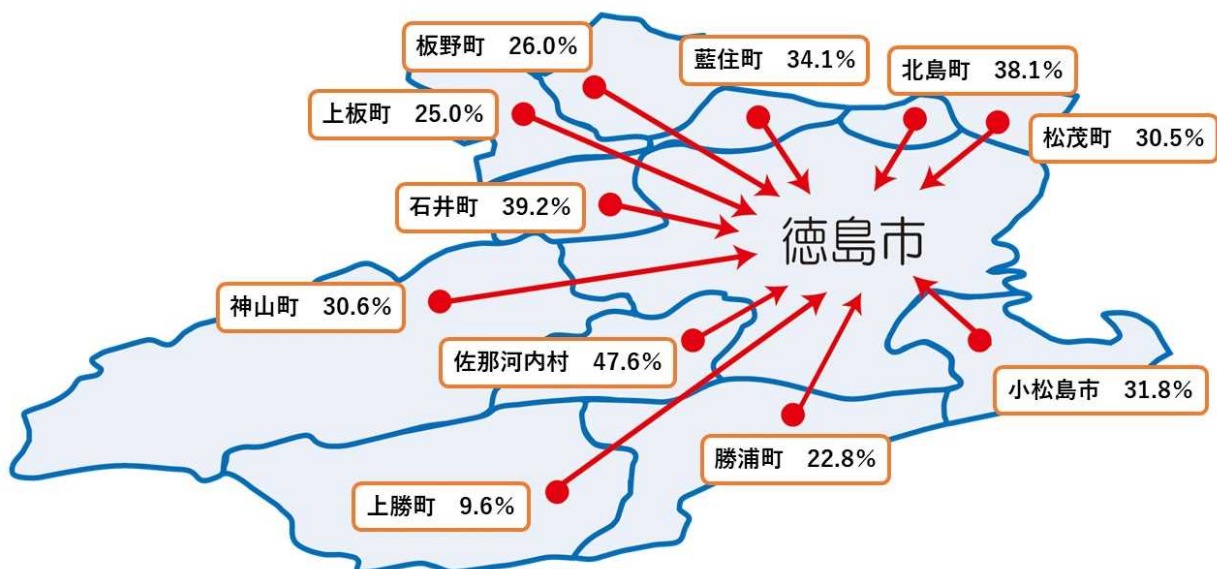 板野町　26.0%
藍住町　34.1%
北島町　38.1%
上板町　25.0%
松茂町　30.5%
石井町　39.2%
徳島市
神山町　30.6%
佐那河内村　47.6%
小松島市　31.8%
勝浦町　22.8%
上勝町　9.6%